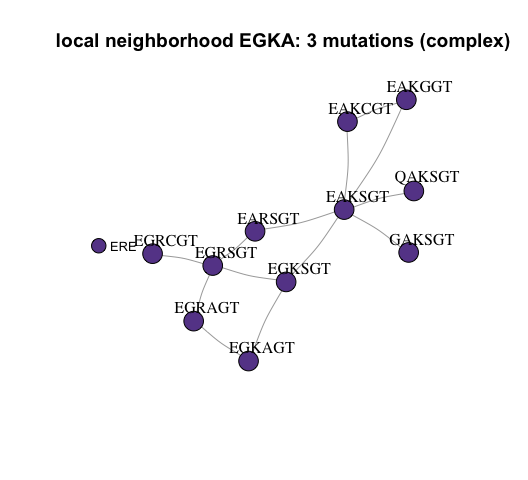 local neighborhood EGKA: 3 mutations (complex)
EAKGGT
EAKCGT
QAKSGT
EAKSGT
EARSGT
GAKSGT
ERE
EGRCGT
EGRSGT
EGKSGT
EGRAGT
EGKAGT